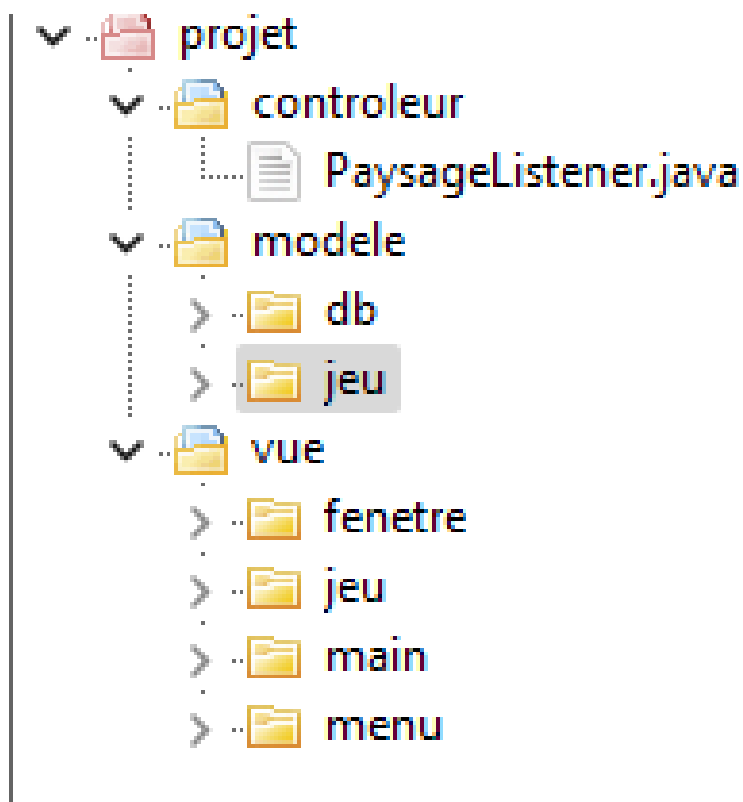 projet
controleur
PaysageListener.java
modele
db
jeu
vue
fenetre
jeu
main
menu